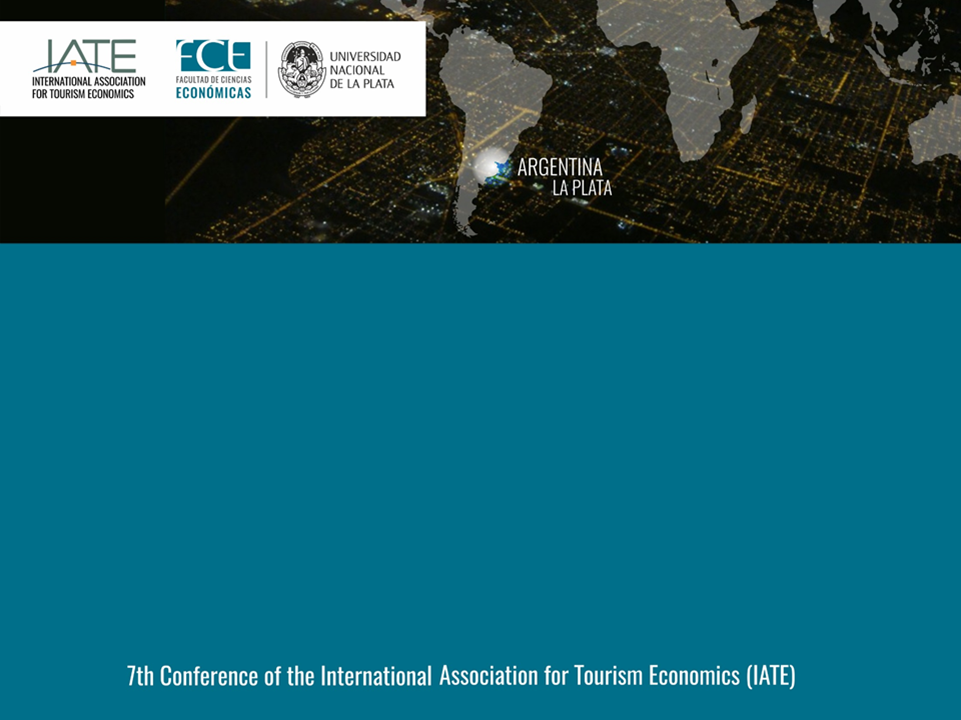 IATE
INTERNATIONAL ASSOCIATION
FOR TOURISM ECONOMICS
FCE
FACULTAD DE CIENCIAS
ECONÓMICAS
UNIVERSIDAD
NACIONAL
DE LA PLATA
ARGENTINA
LA PLATA
7th Conference of the International Association for Tourism Economics (IATE)